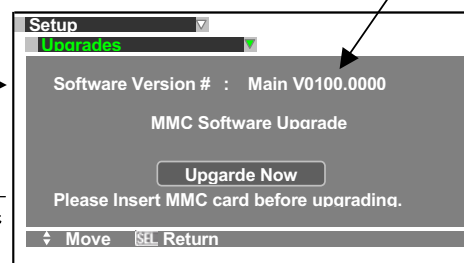 Setup
Upgrades
Software Version # : Main V0100.0000
MMC Software Upgrade
Upgarde Now
Please Insert MMC card before upgrading.
Move SEL Return